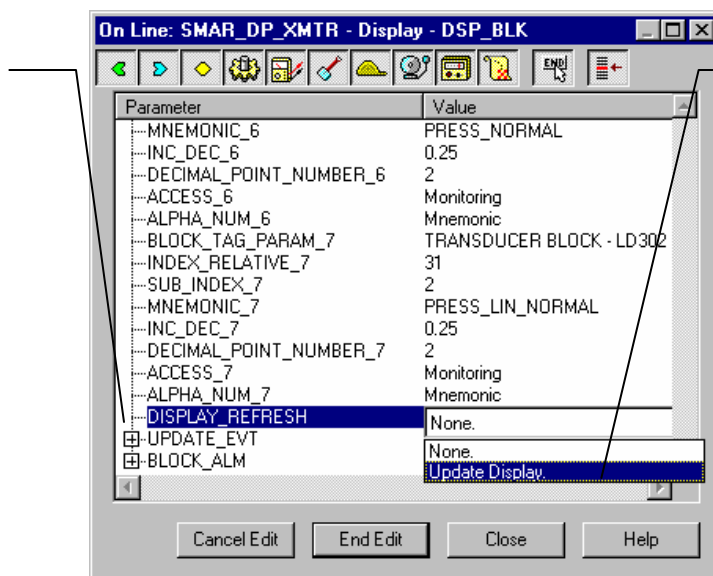 On Line: SMAR_DP_XMTR - Display - DSP_BLK
END
Parameter Value
MNEMONIC_6 PRESS_NORMAL
INC_DEC_6 0.25
DECIMAL_POINT_NUMBER_6 2
ACCESS_6 Monitoring
ALPHA_NUM_6 Mnemonic
BLOCK_TAG_PARAM_7 TRANSDUCER BLOCK - LD302
INDEX_RELATIVE_7 31
SUB_INDEX_7 2
MNEMONIC_7 PRESS_LIN_NORMAL
INC_DEC_7 0.25
DECIMAL_POINT_NUMBER_7 2
ACCESS_7 Monitoring
ALPHA_NUM_7 Mnemonic
DISPLAY_REFRESH None.
UPDATE_EVT None.
BLOCK_ALM Update Display.
Cancel Edit End Edit Close Help